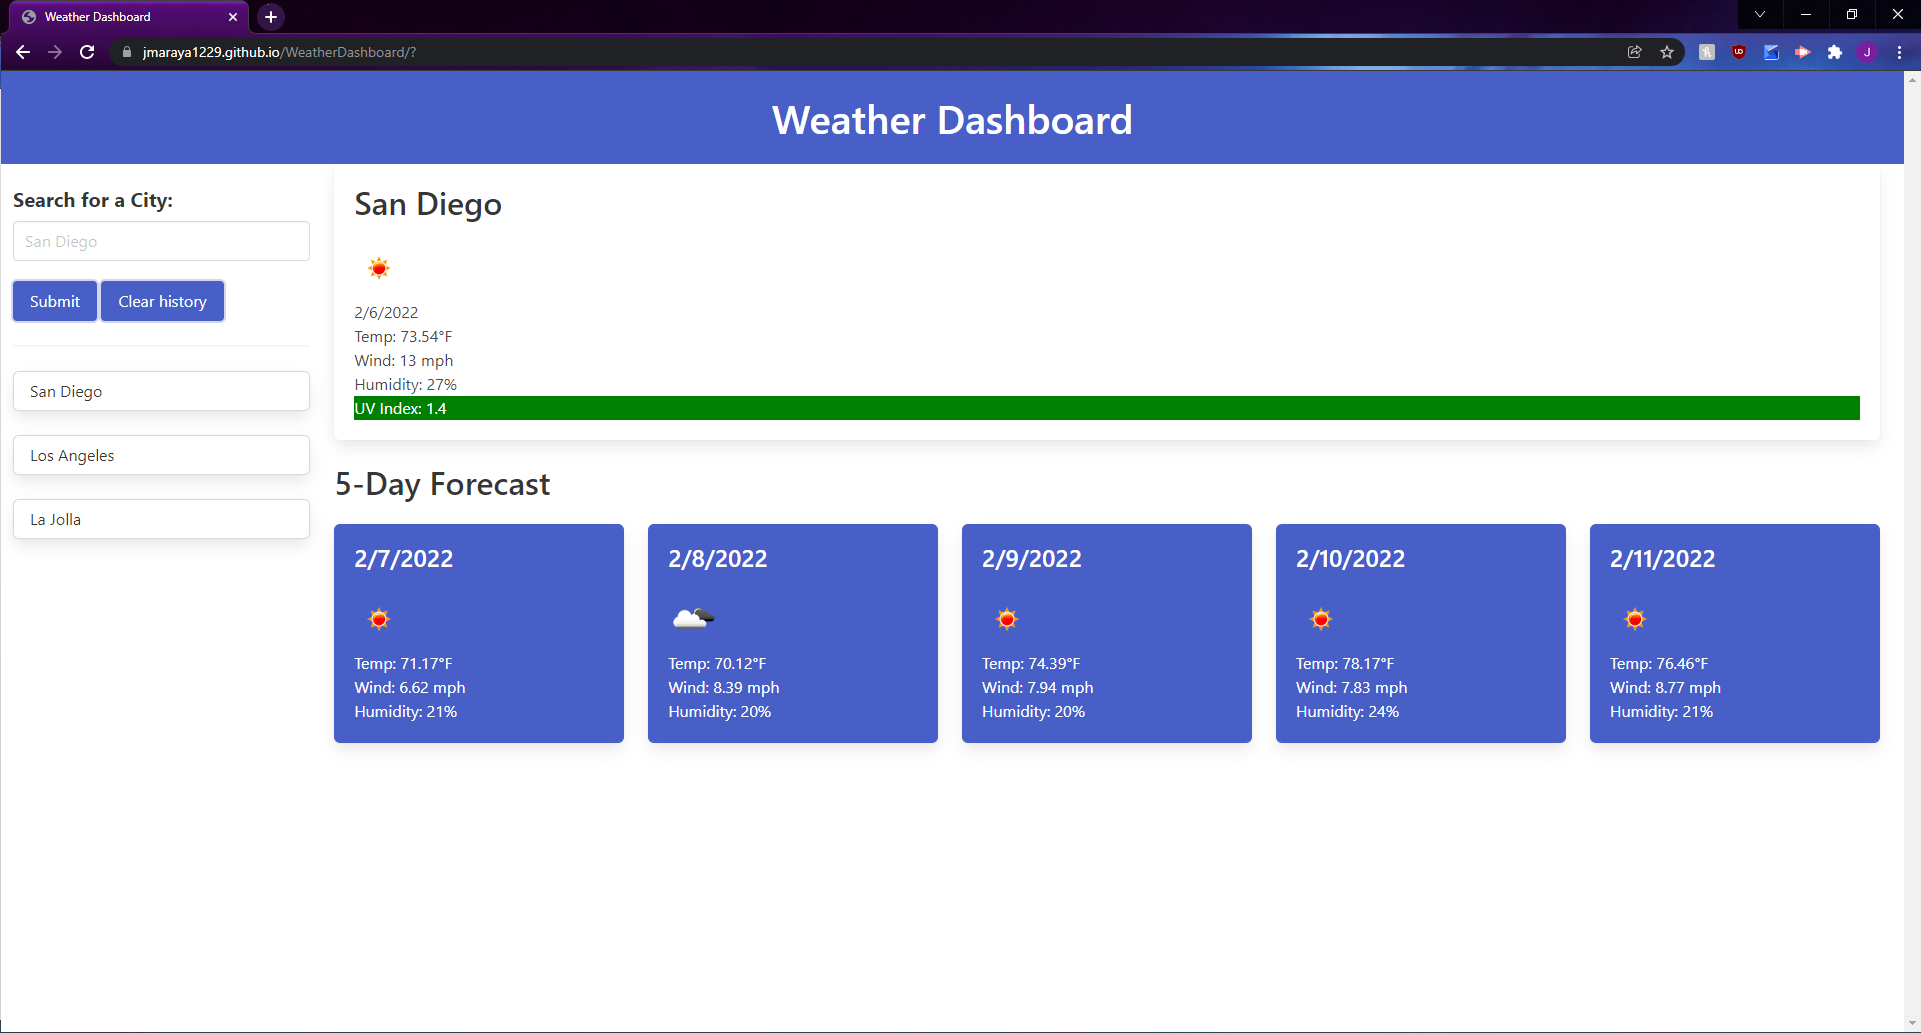 Weather Dashboard
jmaraya1229.github.io/WeatherDashboard/?
J
Weather Dashboard
Search for a City:
San Diego
Submit
Clear history
San Diego
Los Angeles
La Jolla
San Diego
2/6/2022
Temp: 73.54°F
Wind: 13 mph
Humidity: 27%
UV Index: 1.4
5-Day Forecast
2/7/2022
Temp: 71.17°F
Wind: 6.62 mph
Humidity: 21%
2/8/2022
Temp: 70.12°F
Wind: 8.39 mph
Humidity: 20%
2/9/2022
Temp: 74.39°F
Wind: 7.94 mph
Humidity: 20%
2/10/2022
Temp: 78.17°F
Wind: 7.83 mph
Humidity: 24%
2/11/2022
Temp: 76.46°F
Wind: 8.77 mph
Humidity: 21%